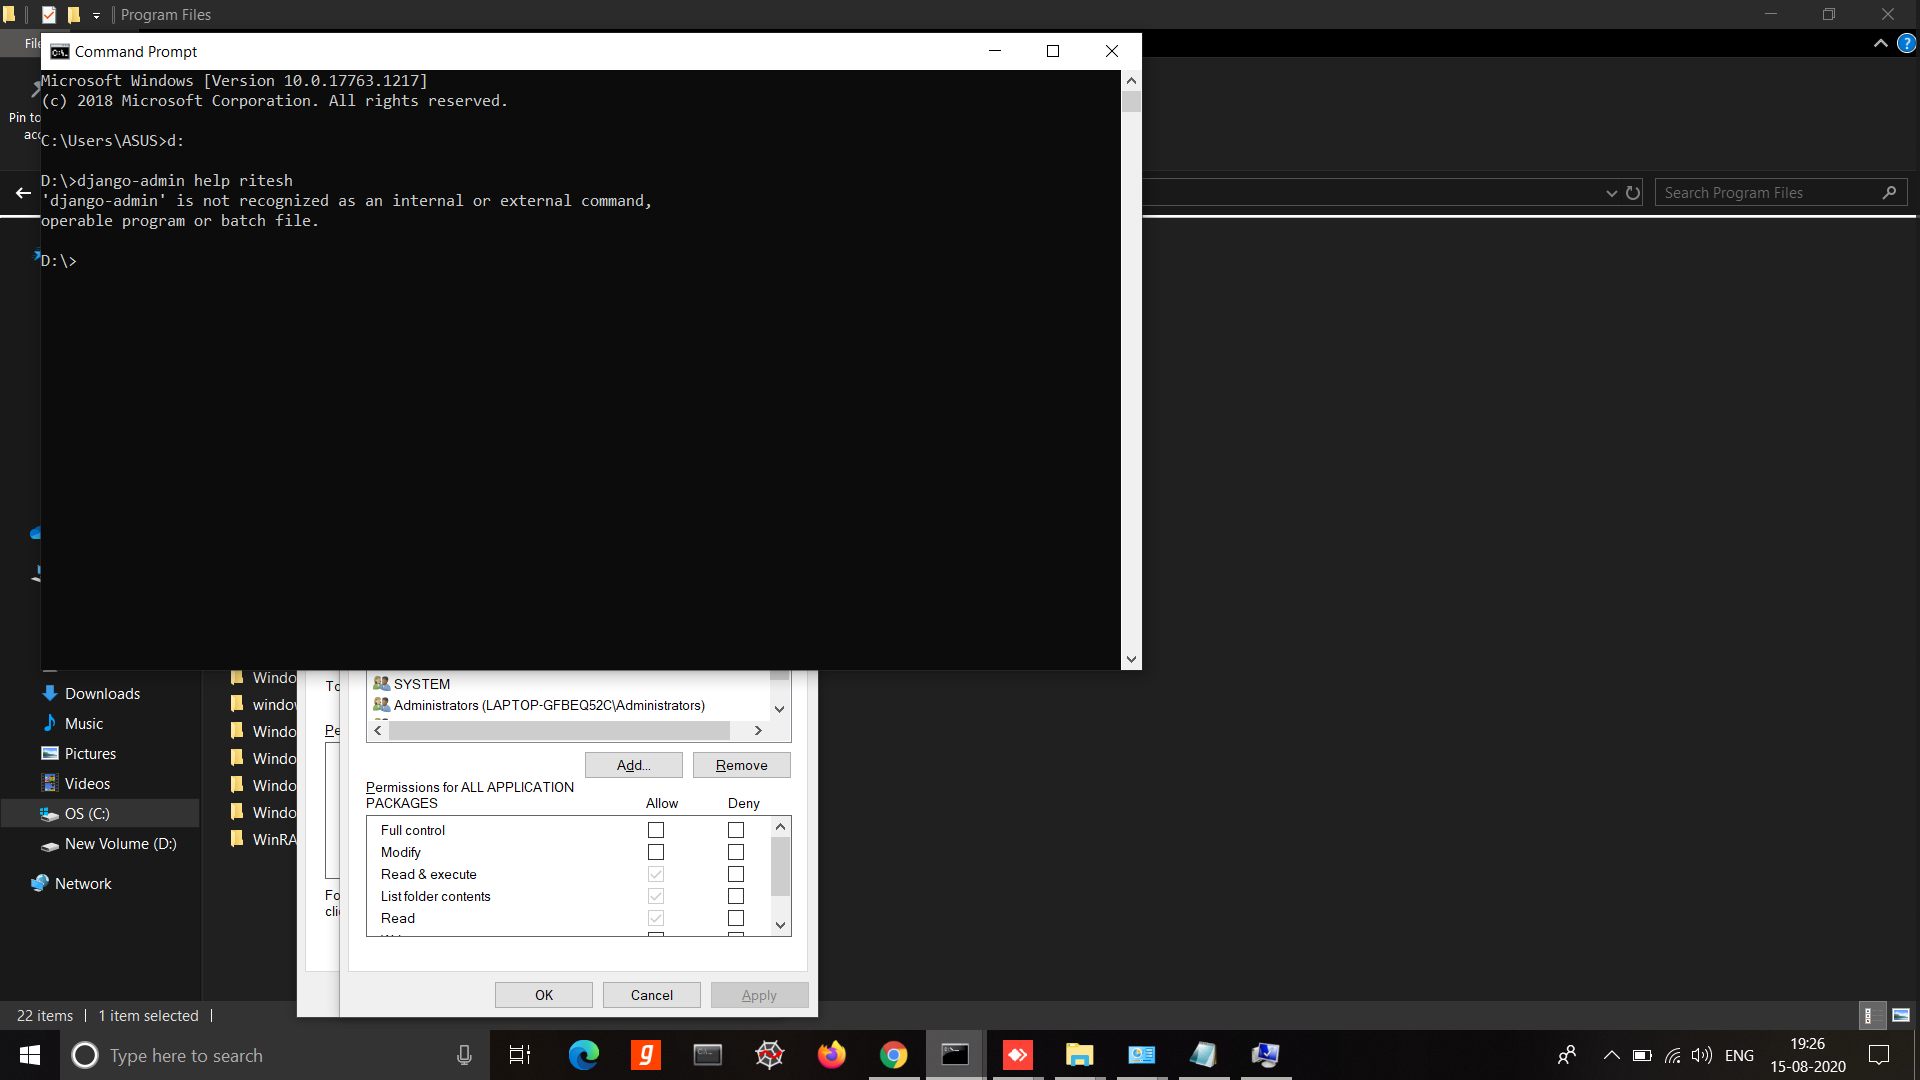 Program Files
File
Command Prompt
Microsoft Windows [Version 10.0.17763.1217]
(c) 2018 Microsoft Corporation. All rights reserved.
C:\Users\ASUS>d:
D:\>django-admin help ritesh
'django-admin' is not recognized as an internal or external command,
operable program or batch file.
D:\>
Pin to
acc
Search Program Files
Downloads
Music
Pictures
Videos
OS (C:)
New Volume (D:)
Network
Windo
window
Windo
Windo
Windo
Windo
WinRA
To
Pe
Fo
cli
SYSTEM
Administrators (LAPTOP-GFBEQ52C\Administrators)
Add...
Remove
Permissions for ALL APPLICATION
PACKAGES
Allow
Deny
Full control
Modify
Read & execute
List folder contents
Read
OK
Cancel
Apply
22 items
1 item selected
Type here to search
ENG
19:26
15-08-2020